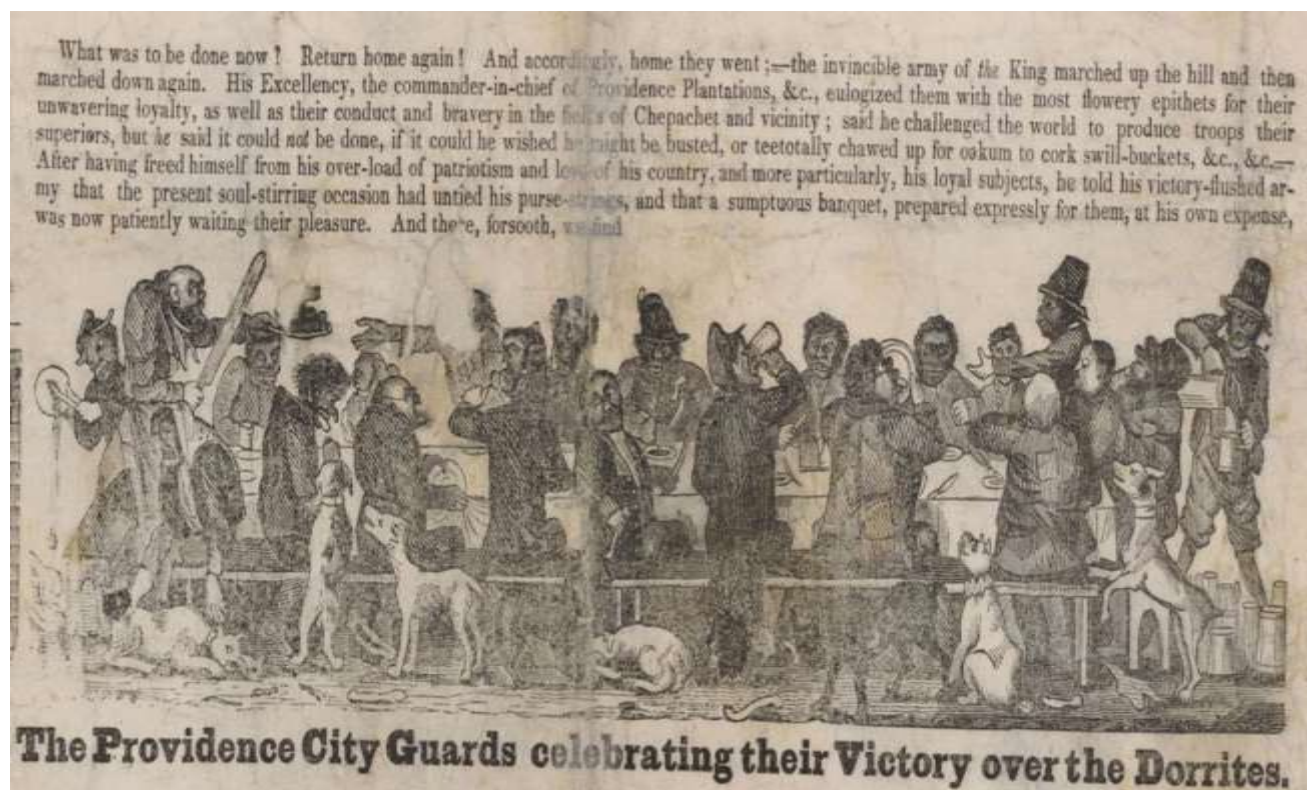 What was to be done now ! Return home again ! And accordingly, home they went ;—the invincible army of the King marched up the hill and then
marched down again. His Excellency, the commander-in-chief of Providence Plantations, &c., eulogized them with the most flowery epithets for their
unwavering loyalty, as well as their conduct and bravery in the of Chepachet and vicinity ; said he challenged the world to produce troops their
superiors, but he said it could not be done, if it could he wished he might be busted, or teetotally chawed up for oakum to cork swill-buckets, &c., &c.—
After having freed himself from his over-load of patriotism and love of his country, and more particularly, his loyal subjects, he told his victory-flushed ar-
my that the present soul-stirring occasion had untied his purse-strings, and that a sumptuous banquet, prepared expressly for them, at his own expense,
was now patiently waiting their pleasure. And there, forsooth, we find
The Providence City Guards celebrating their Victory over the Dorrites.